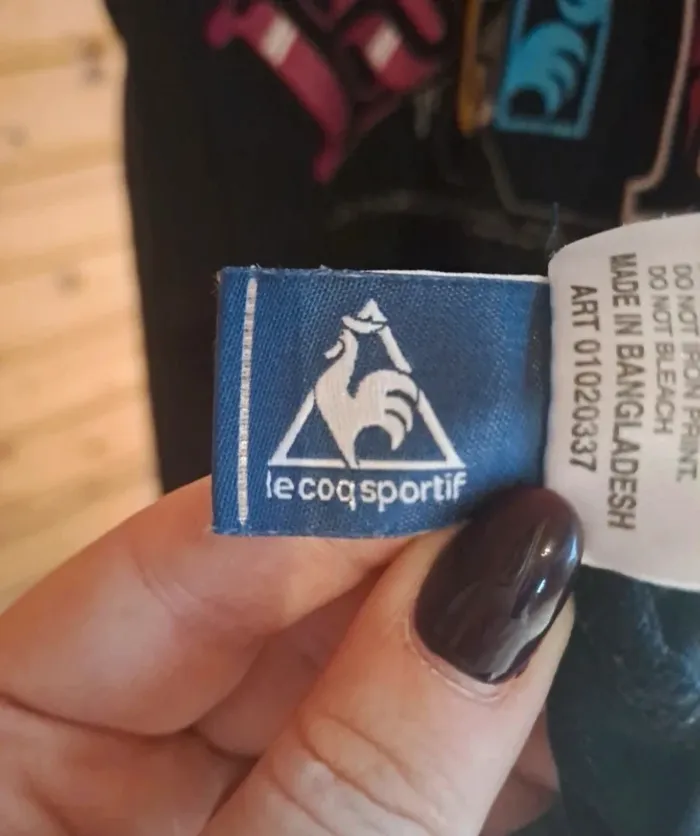 le coq sportif
DO NOT IRON PRINT,
DO NOT BLEACH
MADE IN BANGLADESH
ART 01020337